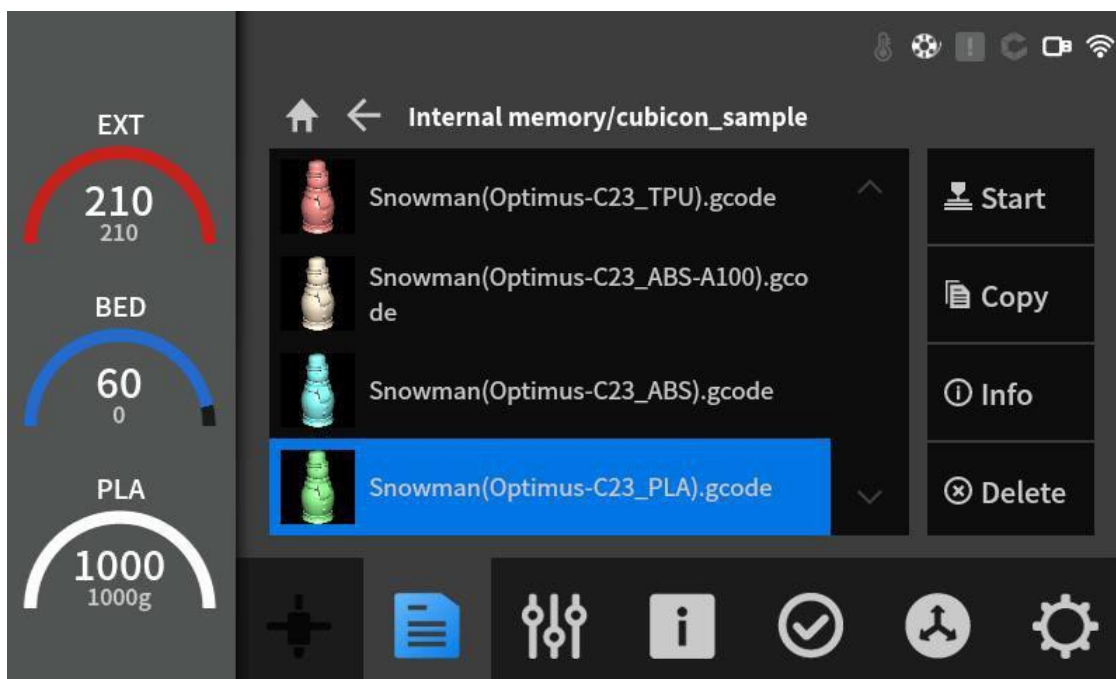 EXT
210
210
BED
60
0
PLA
1000
1000g
Internal memory/cubicon_sample
Snowman(Optimus-C23_TPU).gcode
Snowman(Optimus-C23_ABS-A100).gco
de
Snowman(Optimus-C23_ABS).gcode
Snowman(Optimus-C23_PLA).gcode
Start
Copy
Info
Delete